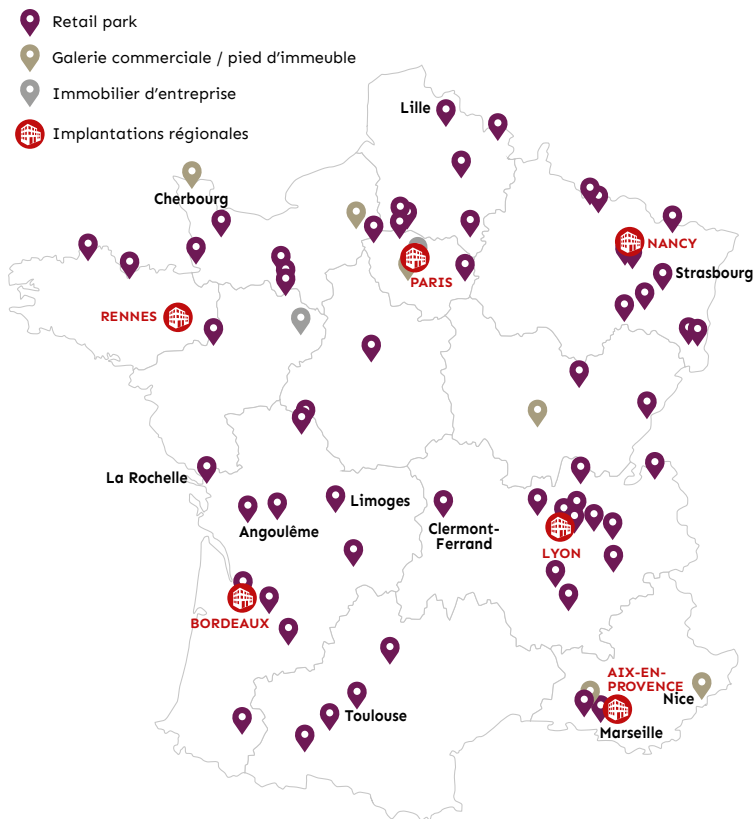 Retail park
Galerie commerciale / pied d’immeuble
Immobilier d’entreprise
Implantations régionales
Lille
Cherbourg
NANCY
Strasbourg
PARIS
RENNES
La Rochelle
Limoges
Angoulême
Clermont-
Ferrand
LYON
BORDEAUX
AIX-EN-
PROVENCE
Nice
Toulouse
Marseille